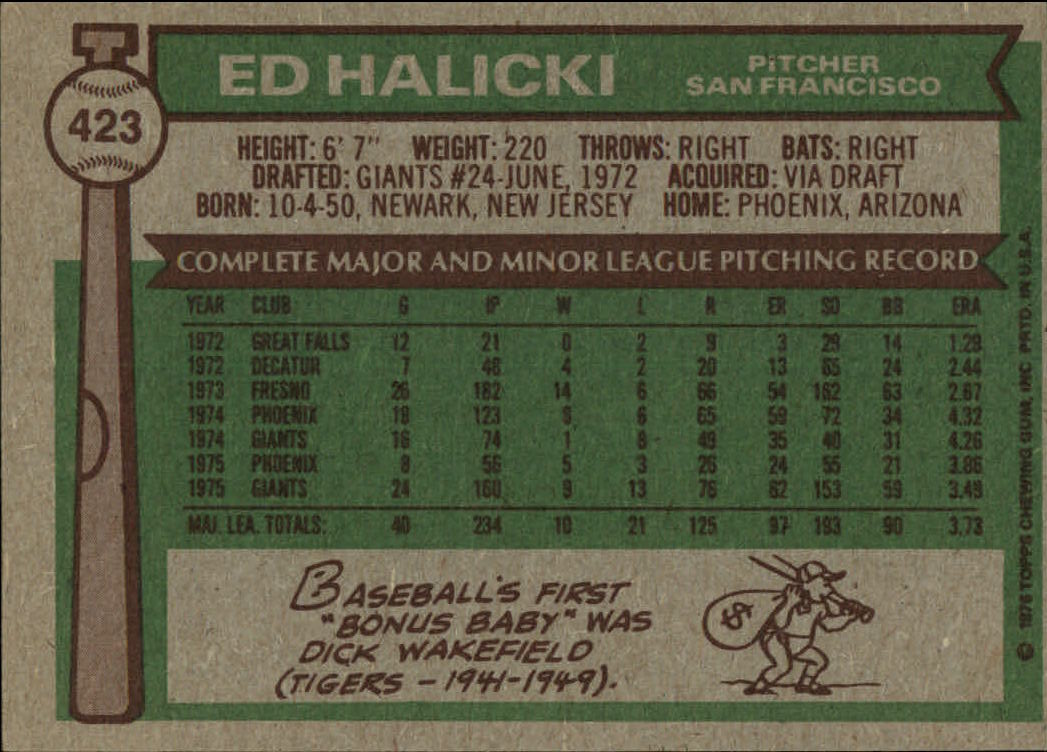 T
423
ED HALICKI
PITCHER
SAN FRANCISCO
HEIGHT: 6' 7" WEIGHT: 220 THROWS: RIGHT BATS: RIGHT
DRAFTED: GIANTS #24-JUNE, 1972 ACQUIRED: VIA DRAFT
BORN: 10-4-50, NEWARK, NEW JERSEY HOME: PHOENIX, ARIZONA
COMPLETE MAJOR AND MINOR LEAGUE PITCHING RECORD
YEAR CLUB G IP W L R ER SO BB ERA
1972 GREAT FALLS 12 21 0 2 9 3 29 14 1.29
1972 DECATUR 7 48 4 2 20 13 65 24 2.44
1973 FRESNO 26 182 14 6 66 54 162 63 2.67
1974 PHOENIX 123 6 65 59 72 34 4.32
1974 GIANTS 16 74 1 8 49 35 40 31 4.26
1975 PHOENIX 8 56 5 3 26 24 55 21 3.86
1975 GIANTS 24 160 9 13 76 62 153 59 3.49
MAJ. LEA. TOTALS: 40 234 10 21 125 97 193 90 3.73
BASEBALL'S FIRST
"BONUS BABY" WAS
DICK WAKEFIELD
(TIGERS - 1941-1949).
$
© 1976 TOPPS CHEWING GUM, INC. PRTD. IN U.S.A.